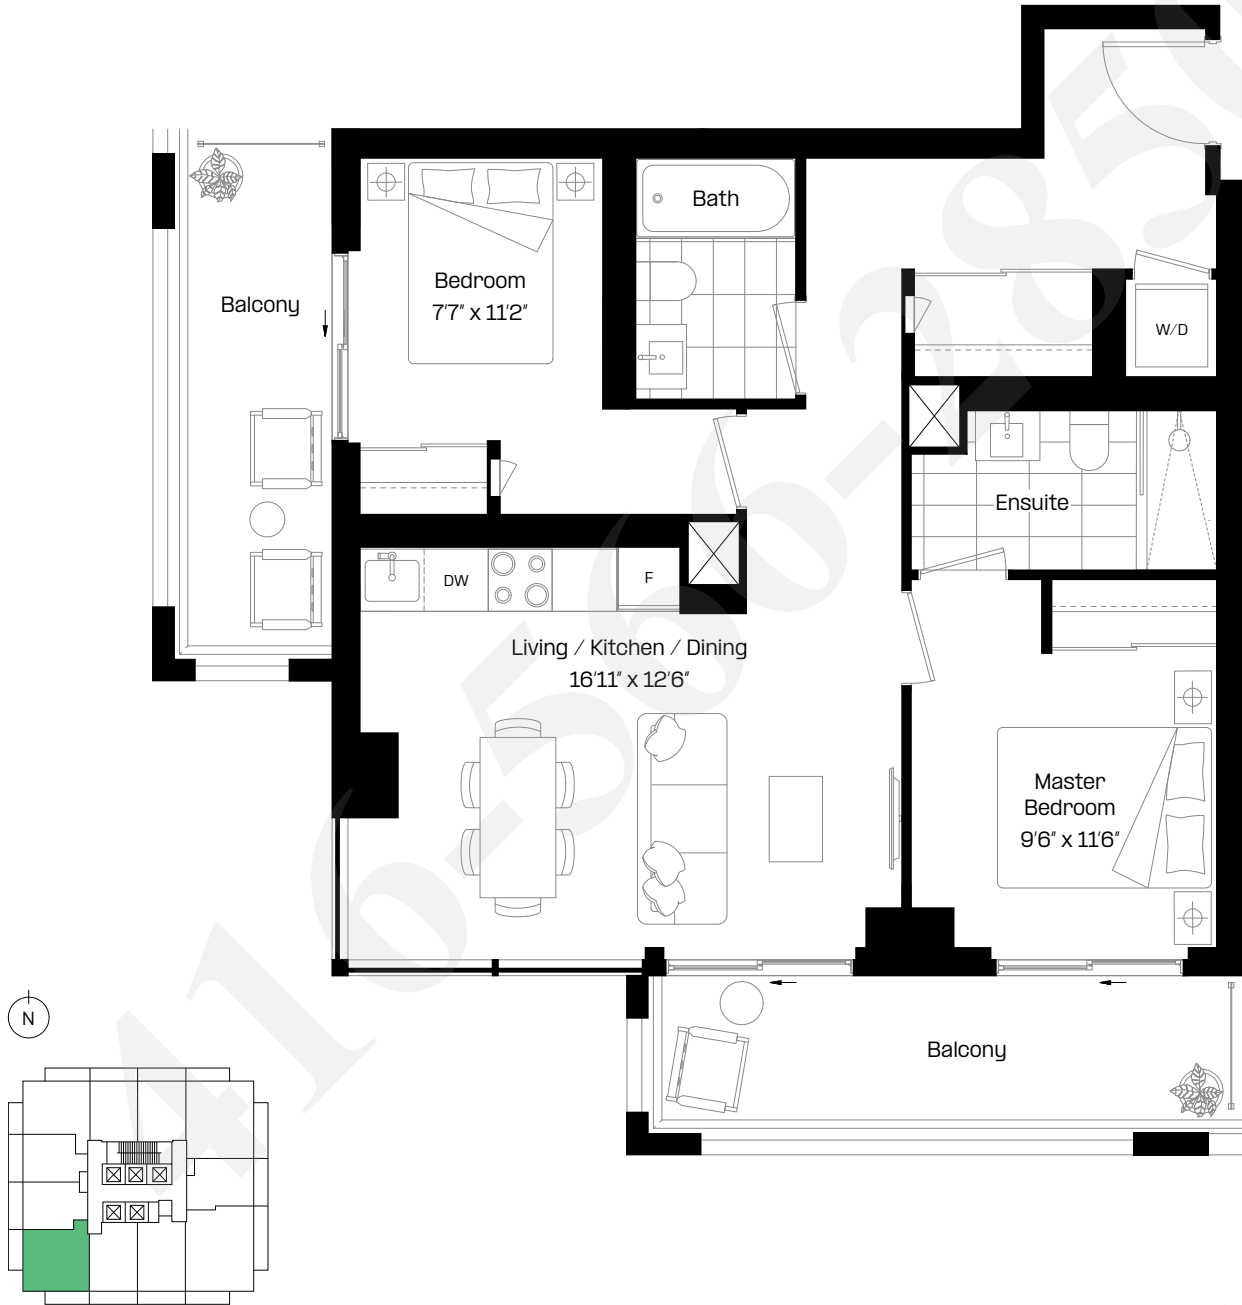 Bath
Bedroom
7'7" x 11'2"
Balcony
W/D
Ensuite
DW
F
Living / Kitchen / Dining
16'11" x 12'6"
Master
Bedroom
9'6" x 11'6"
N
Balcony
416-566-285